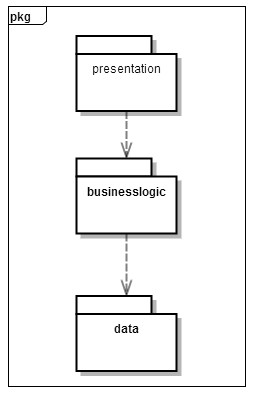 pkg
presentation
businesslogic
data